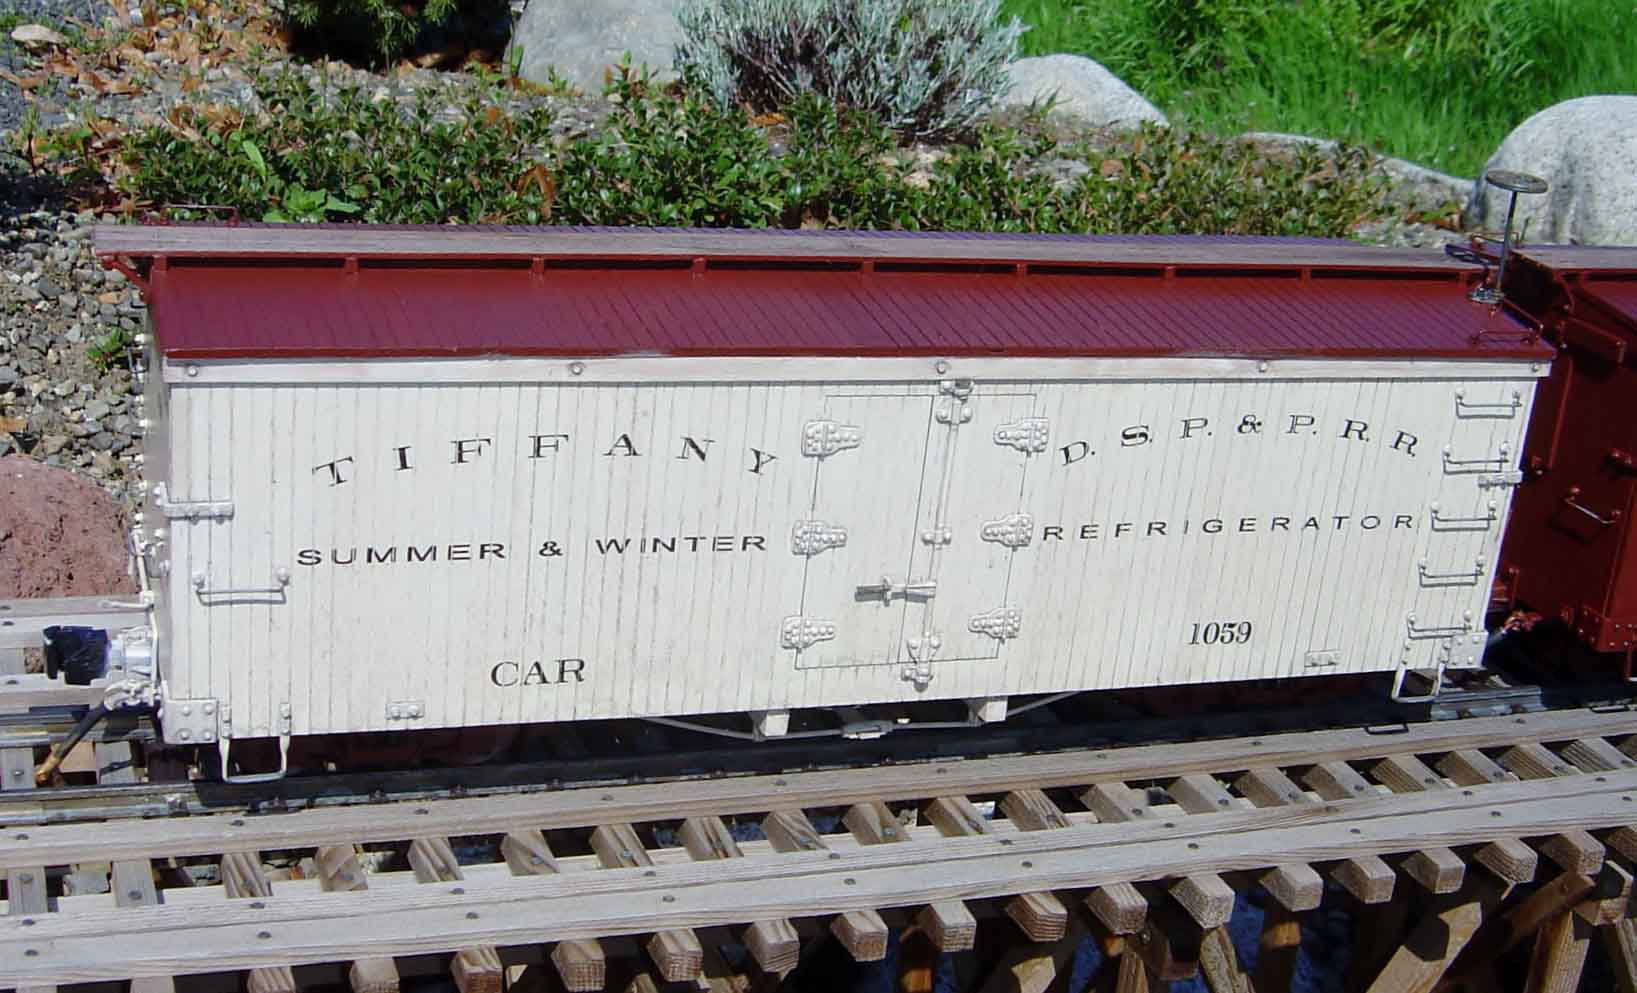 TIFFANY
SUMMER & WINTER
CAR
D. S. P. & P. R. R.
REFRIGERATOR
1059